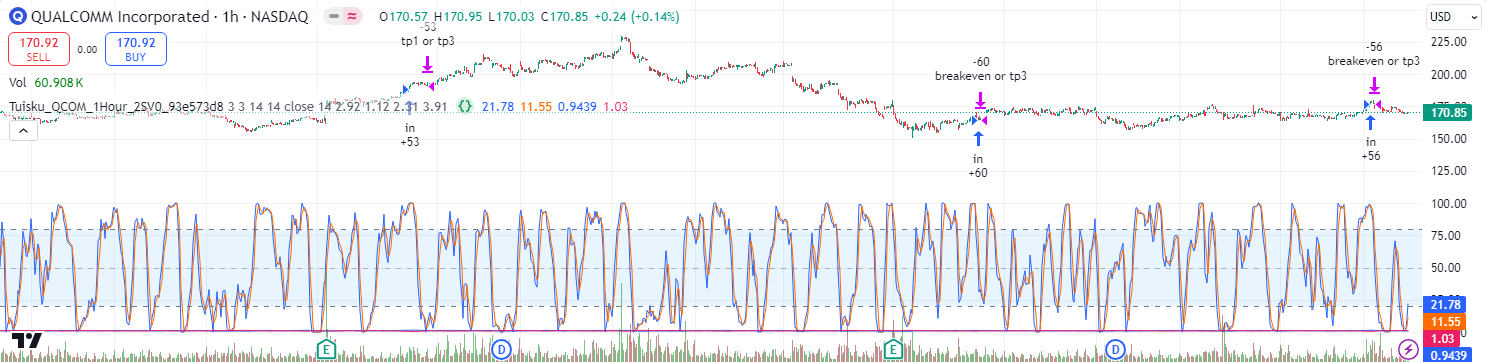 QUALCOMM Incorporated · 1h · NASDAQ
O170.57 H170.95 L170.03 C170.85 +0.24 (+0.14%)
USD
170.92
SELL
0.00
170.92
BUY
Vol 60.908 K
Tuisku_QCOM_1Hour_2SV0_93e573d8 3 3 14 14 close 14 2.92 1.12 2.31 3.91 21.78 11.55 0.9439 1.03
-53
tp1 or tp3
in
+53
-60
breakeven or tp3
in
+60
-56
breakeven or tp3
in
+56
225.00
200.00
170.85
150.00
125.00
100.00
75.00
50.00
21.78
11.55
1.03
0.9439
E
D
E
D